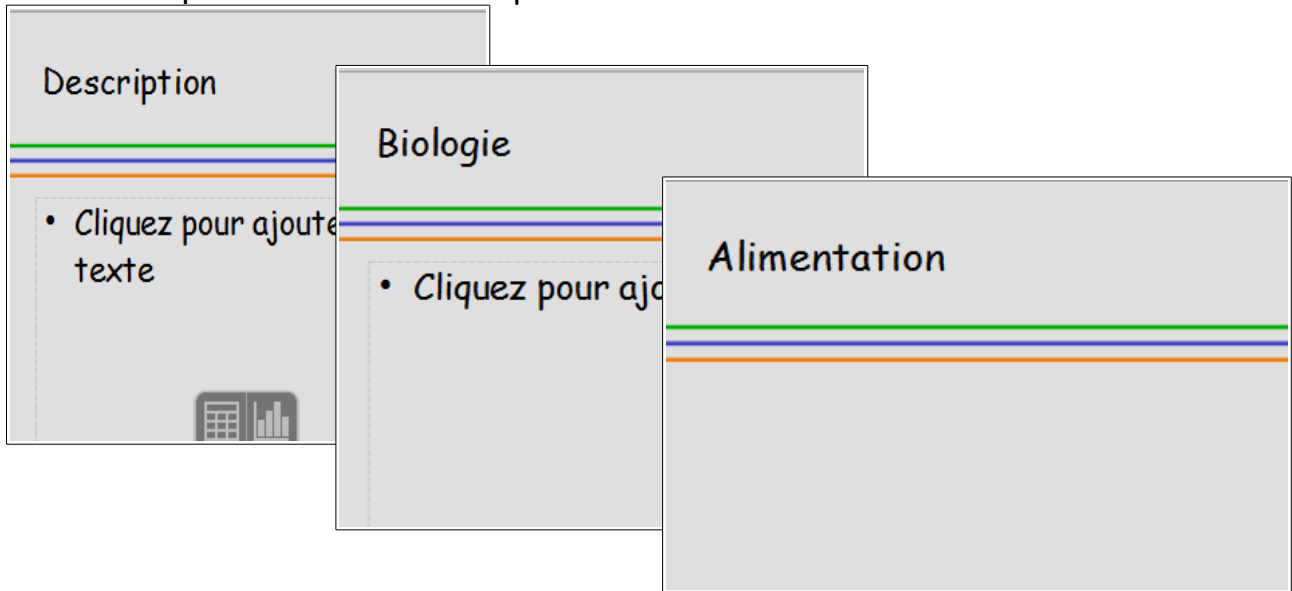 Description
• Cliquez pour ajoute
texte
Biologie
• Cliquez pour ajo
Alimentation